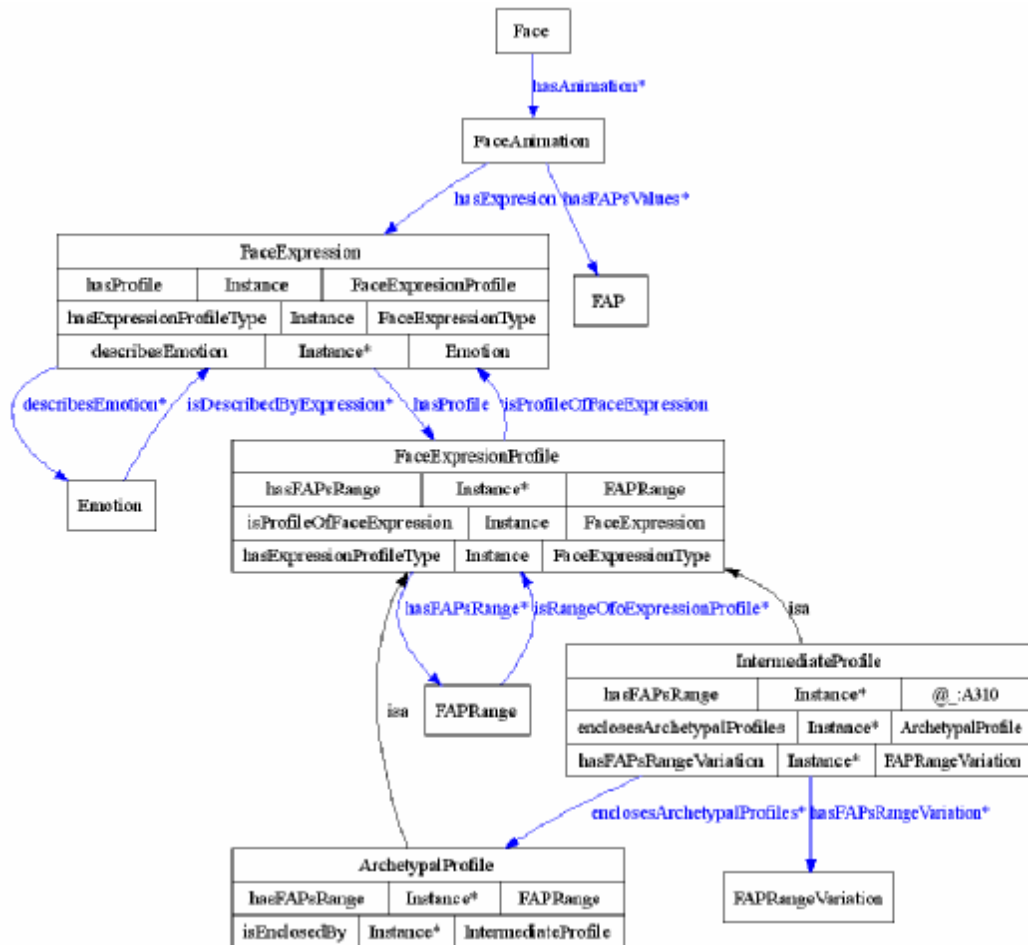 Face
hasAnimation*
FaceAnimation
hasExpresion hasFAPsValues*
FaceExpression
hasProfile Instance FaceExpresionProfile
hasExpressionProfileType Instance FaceExpressionType
describesEmotion Instance* Emotion
FAP
describesEmotion* isDescribedByExpression* hasProfile isProfileOfFaceExpression
Emotion
FaceExpresionProfile
hasFAPsRange Instance* FAPRange
isProfileOfFaceExpression Instance FaceExpression
hasExpressionProfileType Instance FaceExpressionType
hasFAPsRange* isRangeOfoExpressionProfile* isa
isa
FAPRange
IntermediateProfile
hasFAPsRange Instance* @_:A310
enclosesArchetypalProfiles Instance* ArchetypalProfile
hasFAPsRangeVariation Instance* FAPRangeVariation
enclosesArchetypalProfiles* hasFAPsRangeVariation*
ArchetypalProfile
hasFAPsRange Instance* FAPRange
isEnclosedBy Instance* IntermediateProfile
FAPRangeVariation